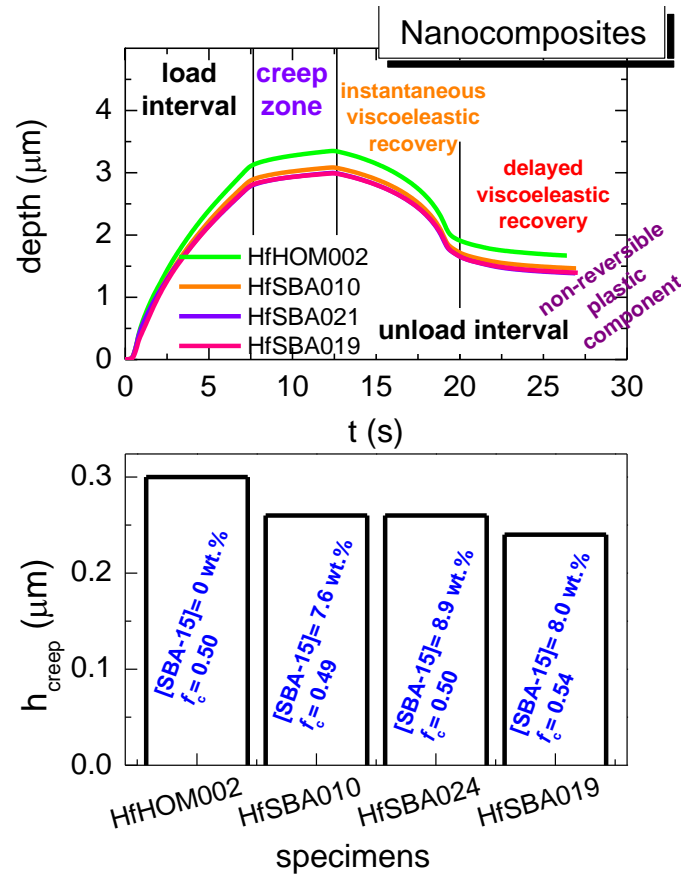 Nanocomposites
load
interval
creep
zone
instantaneous
viscoeleastic
recovery
delayed
viscoeleastic
recovery
non-reversible
plastic
component
unload interval
HfHOM002
HfSBA010
HfSBA021
HfSBA019
depth (μm)
4
3
2
1
0
0 5 10 15 20 25 30
t (s)
h_creep (μm)
0.3
0.2
0.1
0.0
[SBA-15]= 0 wt.%
f_c = 0.50
[SBA-15]= 7.6 wt.%
f_c = 0.49
[SBA-15]= 8.9 wt.%
f_c = 0.50
[SBA-15]= 8.0 wt.%
f_c = 0.54
HfHOM002 HfSBA010 HfSBA024 HfSBA019
specimens